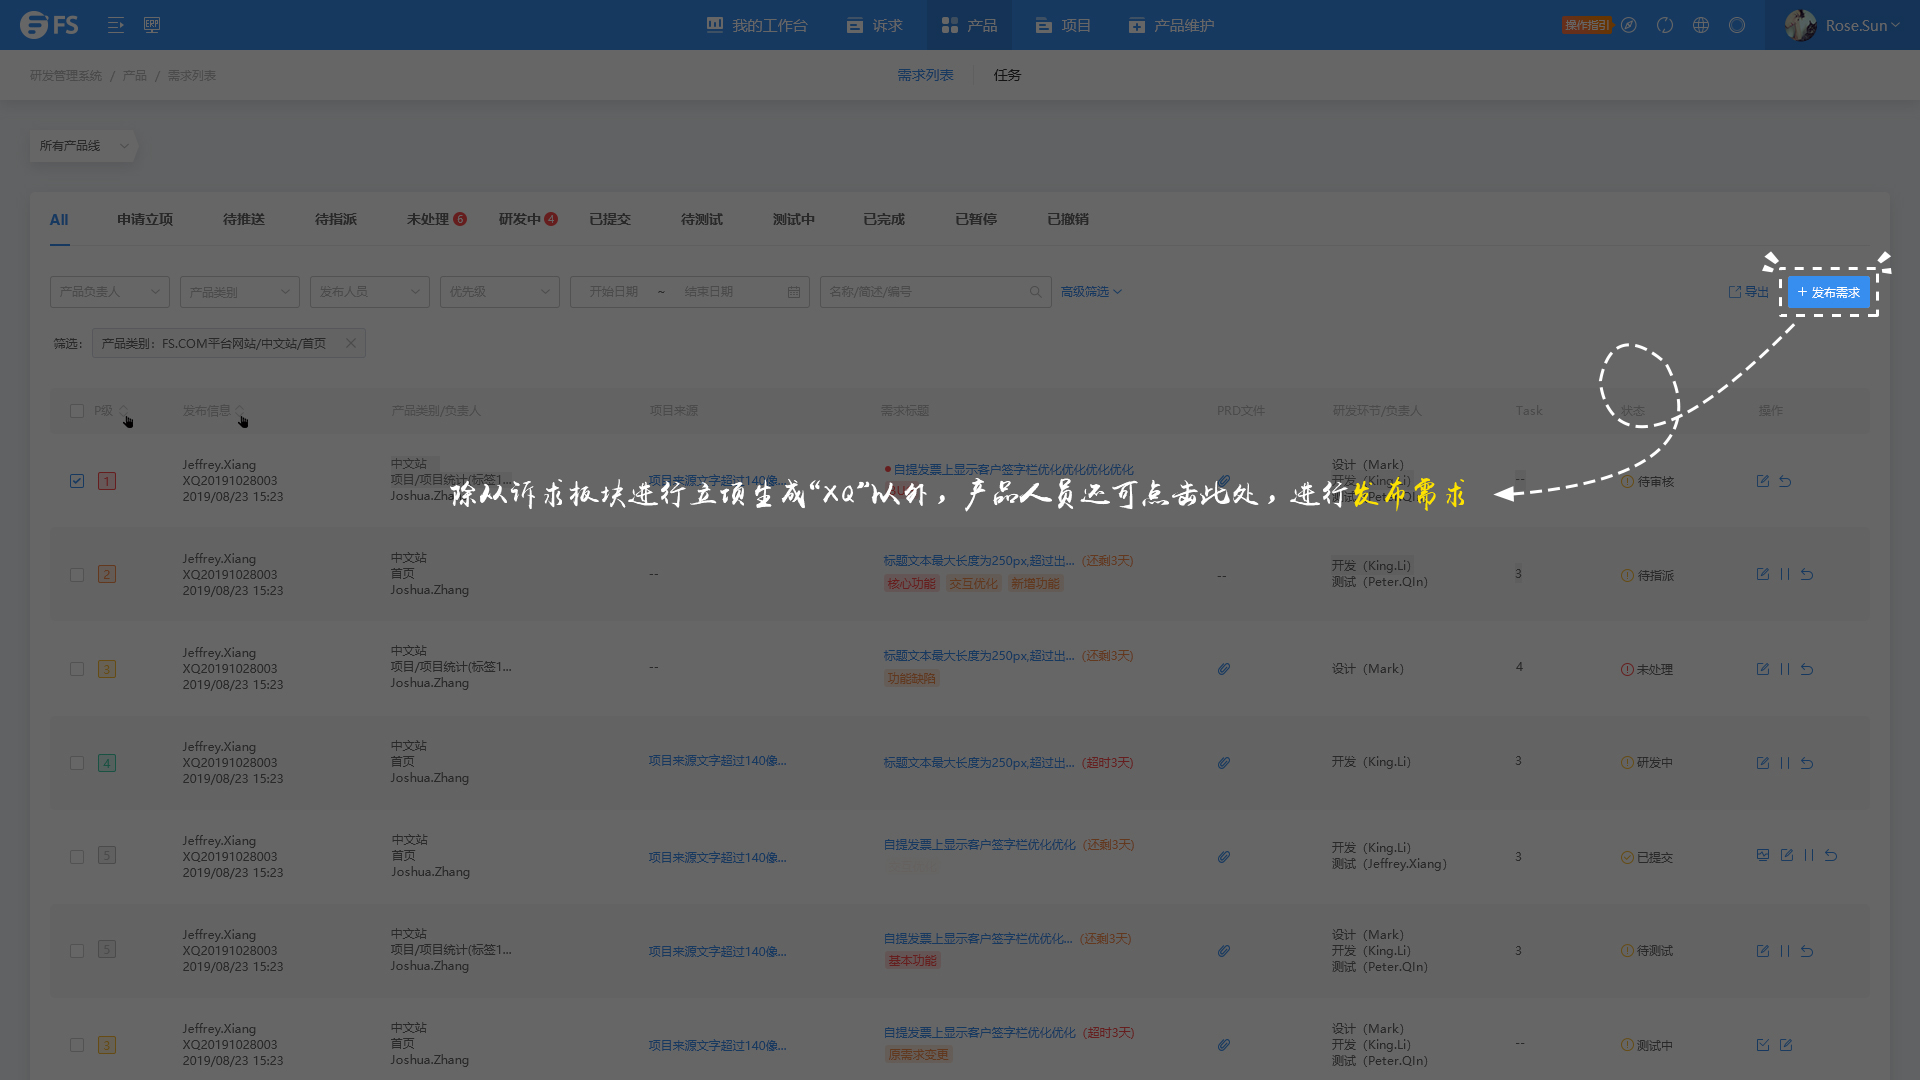 FS ERP 我的工作台 诉求 产品 项目 产品维护 操作指引 Rose.Sun
研发管理系统 / 产品 / 需求列表 需求列表 任务
所有产品线
All 申请立项 待推送 待指派 未处理 6 研发中 4 已提交 待测试 测试中 已完成 已暂停 已撤销
产品负责人 产品类别 发布人员 优先级 开始日期 ~ 结束日期 名称/简述/编号 高级筛选 导出 + 发布需求
筛选: 产品类别: FS.COM平台网站/中文站/首页
P级 发布信息 产品类别/负责人 项目来源 需求标题 PRD文件 研发环节/负责人 Task 状态 操作
1 Jeffrey.Xiang
XQ20191028003
2019/08/23 15:23
中文站
项目/项目统计(标签1...
项目来源文字超过140像...
自提发票上显示客户签字栏优化优化优化优化
设计（Mark）
开发（King.Li）
--
待审核
除从诉求板块进行立项生成“XQ”以外，产品人员还可点击此处，进行发布需求
2 Jeffrey.Xiang
XQ20191028003
2019/08/23 15:23
中文站
首页
Joshua.Zhang
--
标题文本最大长度为250px,超过出...（还剩3天）
核心功能 交互优化 新增功能
--
开发（King.Li）
测试（Peter.QIn）
3
待指派
3 Jeffrey.Xiang
XQ20191028003
2019/08/23 15:23
中文站
项目/项目统计(标签1...
Joshua.Zhang
--
标题文本最大长度为250px,超过出...（还剩3天）
功能缺陷
设计（Mark）
4
未处理
4 Jeffrey.Xiang
XQ20191028003
2019/08/23 15:23
中文站
首页
Joshua.Zhang
项目来源文字超过140像...
标题文本最大长度为250px,超过出...（超时3天）
开发（King.Li）
3
研发中
5 Jeffrey.Xiang
XQ20191028003
2019/08/23 15:23
中文站
首页
Joshua.Zhang
项目来源文字超过140像...
自提发票上显示客户签字栏优化优化（还剩3天）
开发（King.Li）
测试（Jeffrey.Xiang）
3
已提交
5 Jeffrey.Xiang
XQ20191028003
2019/08/23 15:23
中文站
项目/项目统计(标签1...
Joshua.Zhang
项目来源文字超过140像...
自提发票上显示客户签字栏优优化...（还剩3天）
基本功能
设计（Mark）
开发（King.Li）
测试（Peter.QIn）
3
待测试
3 Jeffrey.Xiang
XQ20191028003
2019/08/23 15:23
中文站
首页
Joshua.Zhang
项目来源文字超过140像...
自提发票上显示客户签字栏优化优化（超时3天）
原需求变更
设计（Mark）
开发（King.Li）
测试（Peter.QIn）
--
测试中